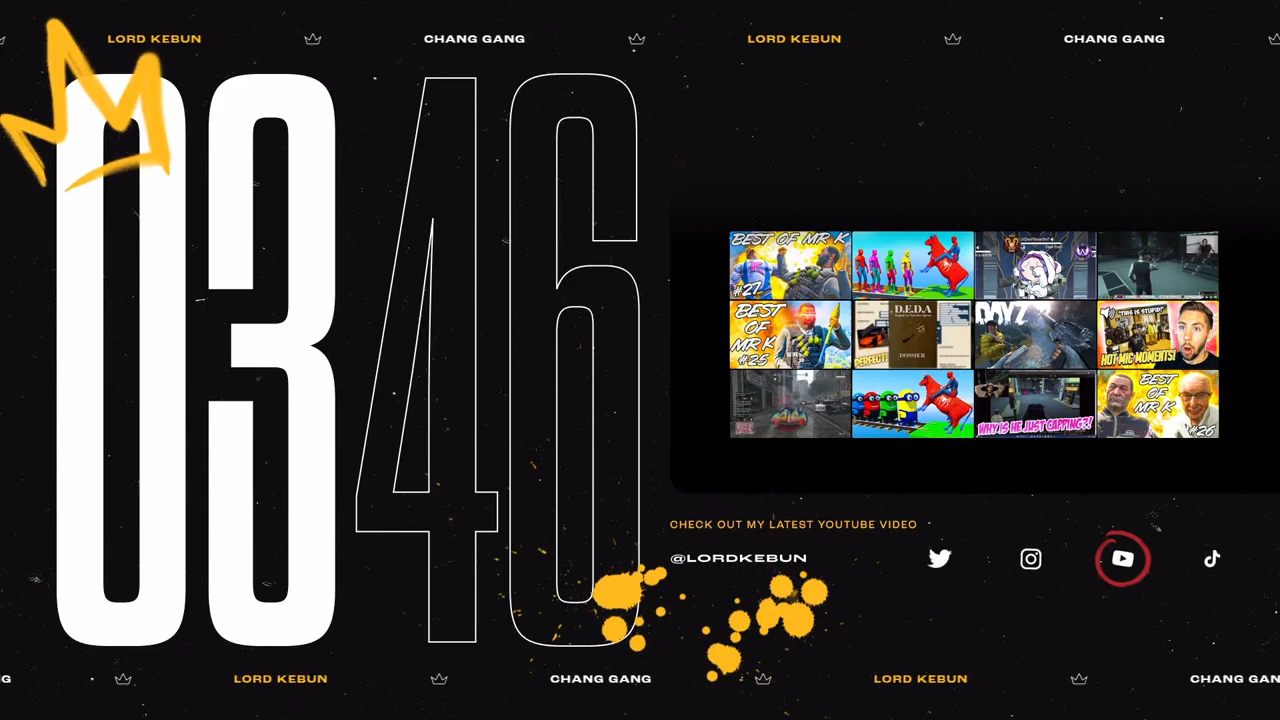 LORD KEBUN CHANG GANG LORD KEBUN CHANG GANG
03 46
BEST OF MR K
#27
BEST
OF
MR K
#25
D.E.D.A
DOSSIER
PERFECT
DAYZ
"THIS IS STUPID"
HOT MIC MOMENTS!
WHY IS HE JUST CAPPING?!
BEST
OF
MR K
#26
CHECK OUT MY LATEST YOUTUBE VIDEO
@LORDKEBUN
G LORD KEBUN CHANG GANG LORD KEBUN CHANG GAN